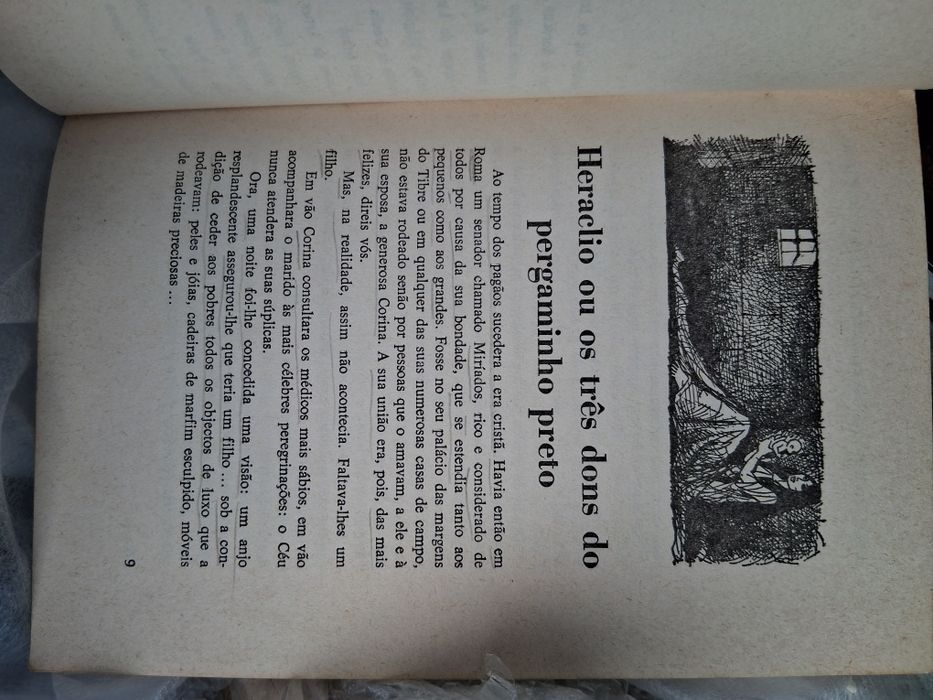 Heraclio ou os três dons do
pergaminho preto
Ao tempo dos pagãos sucedera a era cristã. Havia então em
Roma um senador chamado Miríados, rico e considerado de
todos por causa da sua bondade, que se estendia tanto aos
pequenos como aos grandes. Fosse no seu palácio das margens
do Tibre ou em qualquer das suas numerosas casas de campo,
não estava rodeado senão por pessoas que o amavam, a ele e à
sua esposa, a generosa Corina. A sua união era, pois, das mais
felizes, direis vós.
Mas, na realidade, assim não acontecia. Faltava-lhes um
filho.
Em vão Corina consultara os médicos mais sábios, em vão
acompanhara o marido às mais célebres peregrinações: o Céu
nunca atendera as suas súplicas.
Ora, uma noite foi-lhe concedida uma visão: um anjo
resplandescente assegurou-lhe que teria um filho ... sob a con-
dição de ceder aos pobres todos os objectos de luxo que a
rodeavam: peles e jóias, cadeiras de marfim esculpido, móveis
de madeiras preciosas ...
9